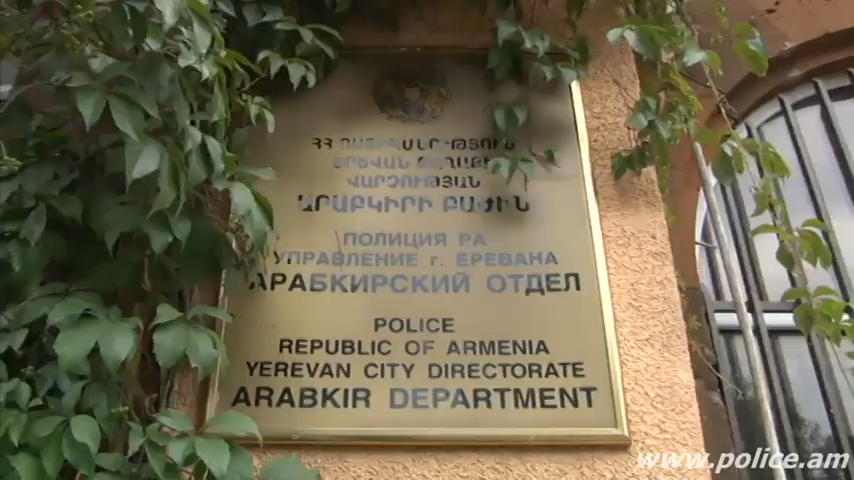 ՀՀ ՈՍՏԻԿԱՆՈՒԹՅՈՒՆ
ԵՐԵՎԱՆ ՔԱՂԱՔԻ
ՎԱՐՉՈՒԹՅԱՆ
ԱՐԱԲԿԻՐԻ ԲԱԺԻՆ
ПОЛИЦИЯ РА
УПРАВЛЕНИЕ г. ЕРЕВАНА
АРАБКИРСКИЙ ОТДЕЛ
POLICE
REPUBLIC OF ARMENIA
YEREVAN CITY DIRECTORATE
ARABKIR DEPARTMENT
www.police.am